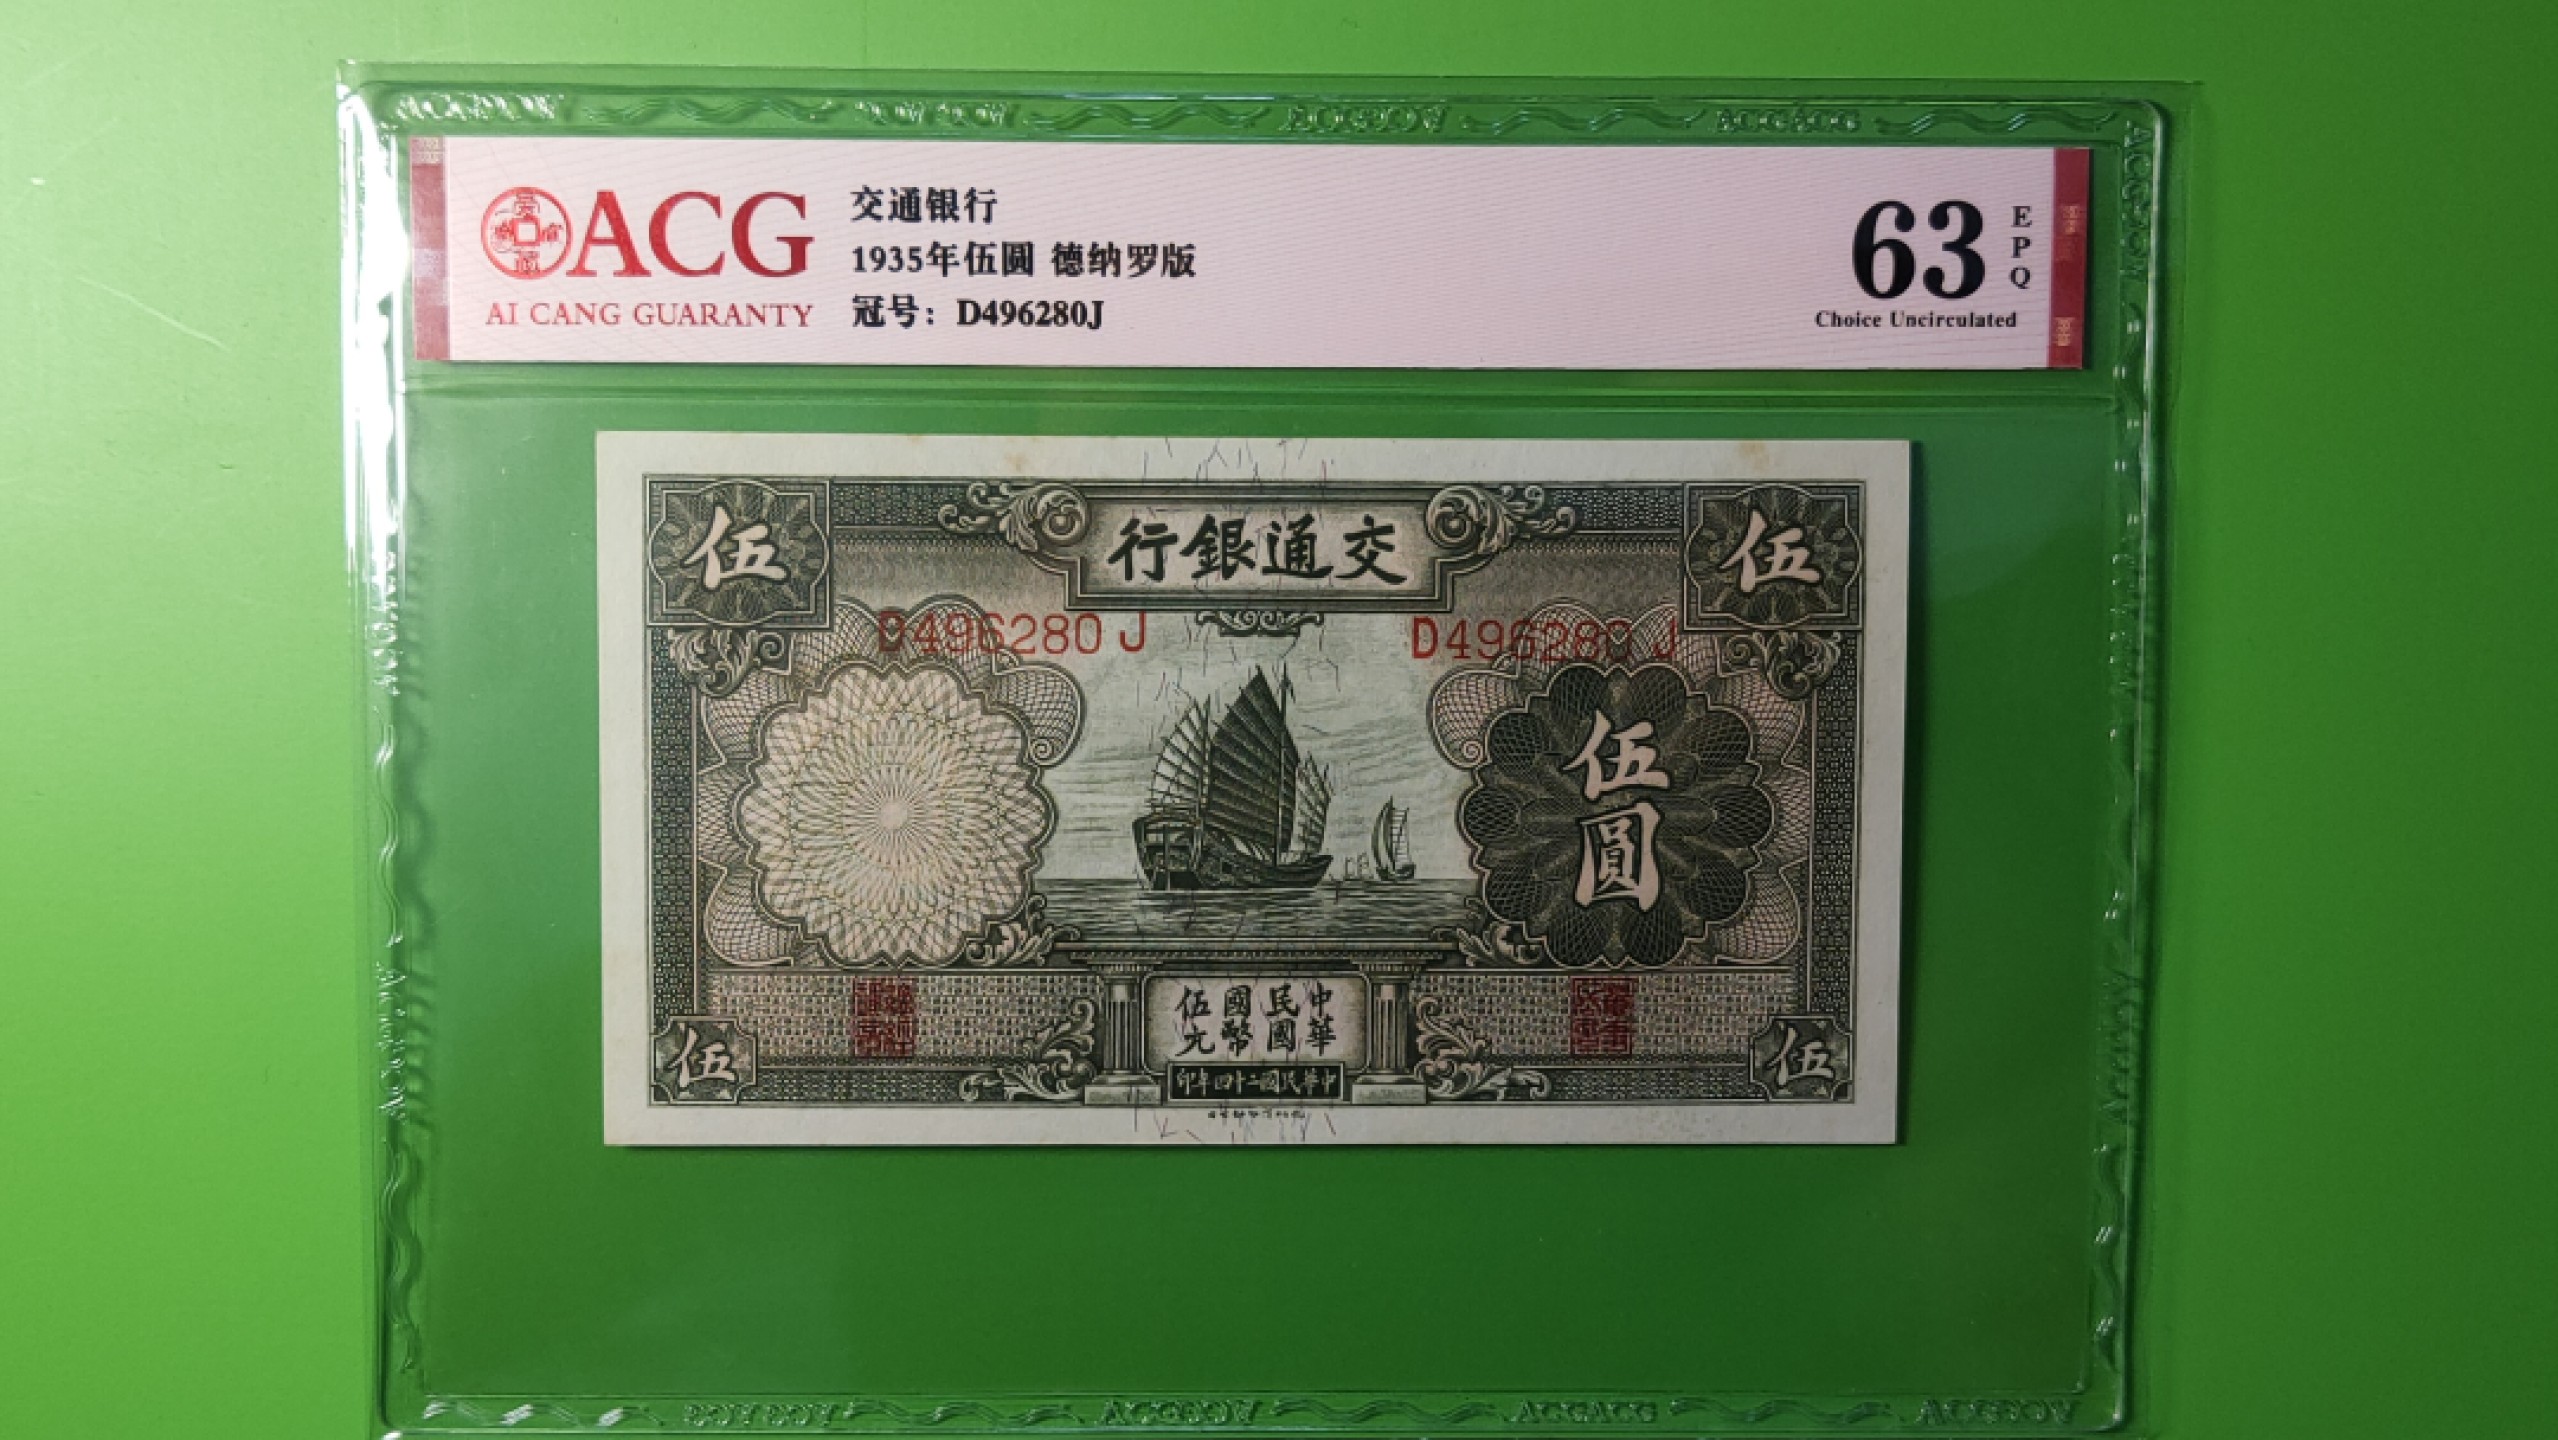 ACG
AI CANG GUARANTY
交通银行
1935年伍圓 德纳罗版
冠号：D496280J
63
EPQ
Choice Uncirculated
行銀通交
伍
伍
D496280 J
D496280 J
伍圓
中華民國國幣伍元
印年四十二國民華中
伍
伍